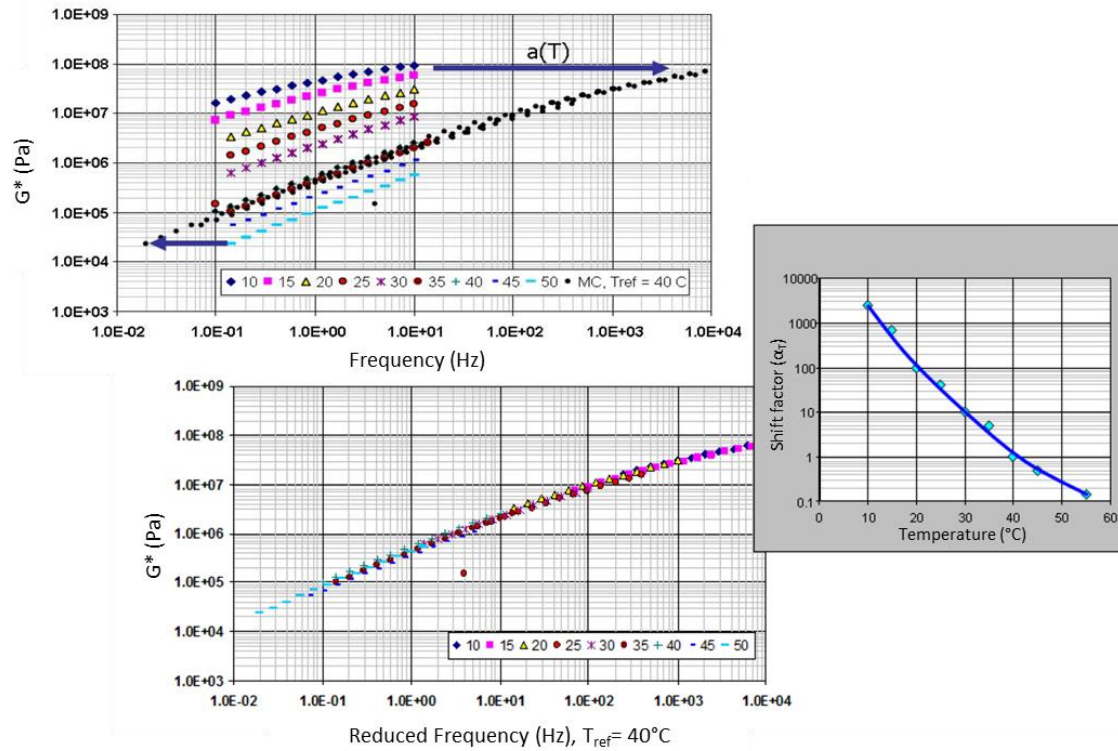 1.0E+09
1.0E+08
1.0E+07
1.0E+06
1.0E+05
1.0E+04
1.0E+03
G* (Pa)
a(T)
10 15 20 25 30 35 40 45 50 MC, Tref = 40 C
1.0E-02 1.0E-01 1.0E+00 1.0E+01 1.0E+02 1.0E+03 1.0E+04
Frequency (Hz)
10000
1000
100
10
1
0.1
Shift factor (α_T)
0 10 20 30 40 50 60
Temperature (°C)
1.0E+09
1.0E+08
1.0E+07
1.0E+06
1.0E+05
1.0E+04
1.0E+03
G* (Pa)
10 15 20 25 30 35 40 45 50
1.0E-02 1.0E-01 1.0E+00 1.0E+01 1.0E+02 1.0E+03 1.0E+04
Reduced Frequency (Hz), T_ref= 40°C